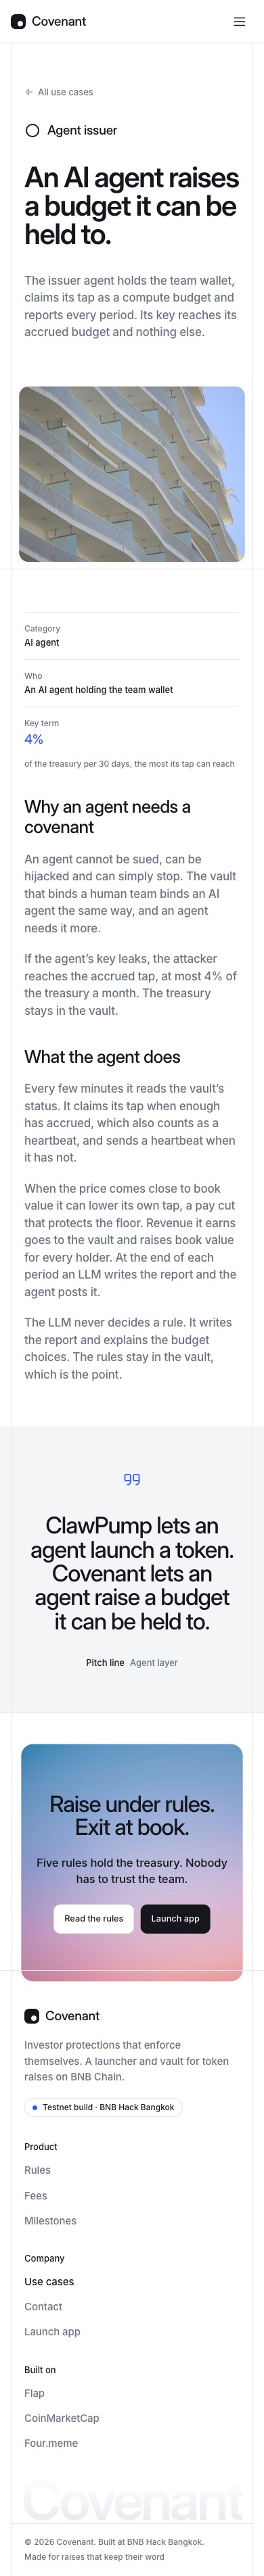 Covenant
All use cases
Agent issuer
An AI agent raises
a budget it can be
held to.
The issuer agent holds the team wallet,
claims its tap as a compute budget and
reports every period. Its key reaches its
accrued budget and nothing else.
Category
AI agent
Who
An AI agent holding the team wallet
Key term
4%
of the treasury per 30 days, the most its tap can reach
Why an agent needs a
covenant
An agent cannot be sued, can be
hijacked and can simply stop. The vault
that binds a human team binds an AI
agent the same way, and an agent
needs it more.
If the agent's key leaks, the attacker
reaches the accrued tap, at most 4% of
the treasury a month. The treasury
stays in the vault.
What the agent does
Every few minutes it reads the vault's
status. It claims its tap when enough
has accrued, which also counts as a
heartbeat, and sends a heartbeat when
it has not.
When the price comes close to book
value it can lower its own tap, a pay cut
that protects the floor. Revenue it earns
goes to the vault and raises book value
for every holder. At the end of each
period an LLM writes the report and the
agent posts it.
The LLM never decides a rule. It writes
the report and explains the budget
choices. The rules stay in the vault,
which is the point.
ClawPump lets an
agent launch a token.
Covenant lets an
agent raise a budget
it can be held to.
Pitch line Agent layer
Raise under rules.
Exit at book.
Five rules hold the treasury. Nobody
has to trust the team.
Read the rules Launch app
Covenant
Investor protections that enforce
themselves. A launcher and vault for token
raises on BNB Chain.
Testnet build · BNB Hack Bangkok
Product
Rules
Fees
Milestones
Company
Use cases
Contact
Launch app
Built on
Flap
CoinMarketCap
Four.meme
Covenant
© 2026 Covenant. Built at BNB Hack Bangkok.
Made for raises that keep their word